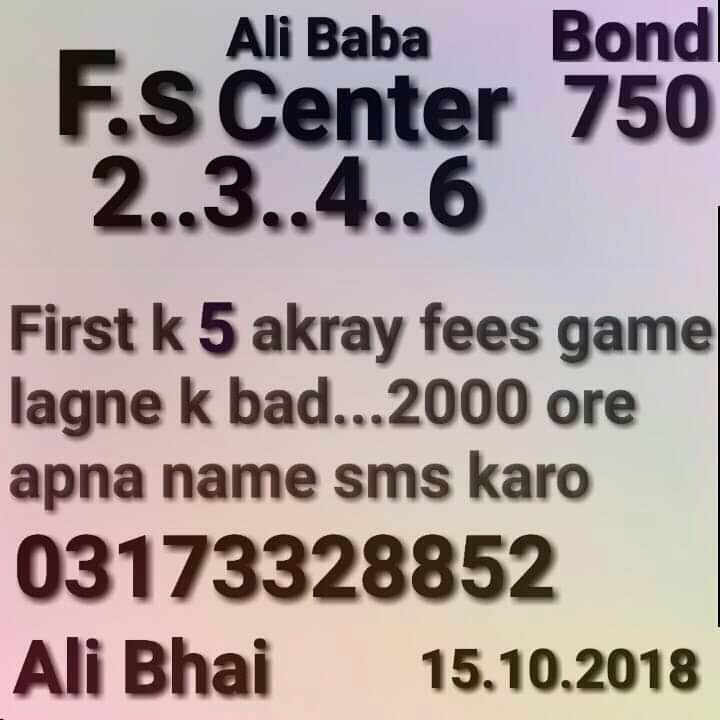 Ali Baba
F.s Center
Bond
750
2..3..4..6
First k 5 akray fees game
lagne k bad...2000 ore
apna name sms karo
03173328852
Ali Bhai
15.10.2018